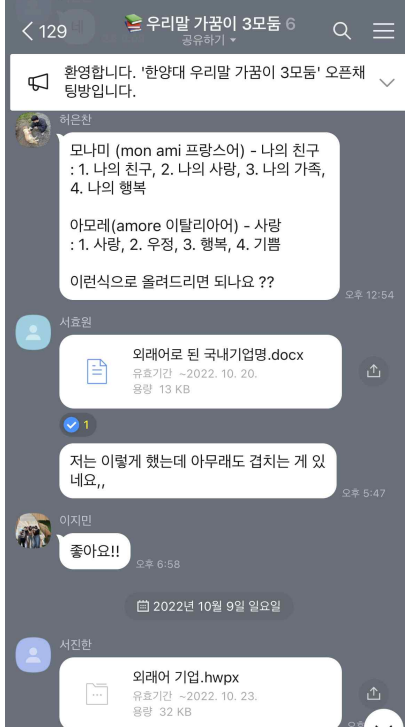 129
📚 우리말 가꿈이 3모둠 6
공유하기 ▾
환영합니다. '한양대 우리말 가꿈이 3모둠' 오픈채
팅방입니다.
허은찬
모나미 (mon ami 프랑스어) - 나의 친구
: 1. 나의 친구, 2. 나의 사랑, 3. 나의 가족,
4. 나의 행복
아모레(amore 이탈리아어) - 사랑
: 1. 사랑, 2. 우정, 3. 행복, 4. 기쁨
이런식으로 올려드리면 되나요 ??
오후 12:54
서효원
외래어로 된 국내기업명.docx
유효기간 ~2022. 10. 20.
용량 13 KB
1
저는 이렇게 했는데 아무래도 겹치는 게 있
네요,,
오후 5:47
이지민
좋아요!!
오후 6:58
2022년 10월 9일 일요일
서진한
외래어 기업.hwpx
유효기간 ~2022. 10. 23.
용량 32 KB